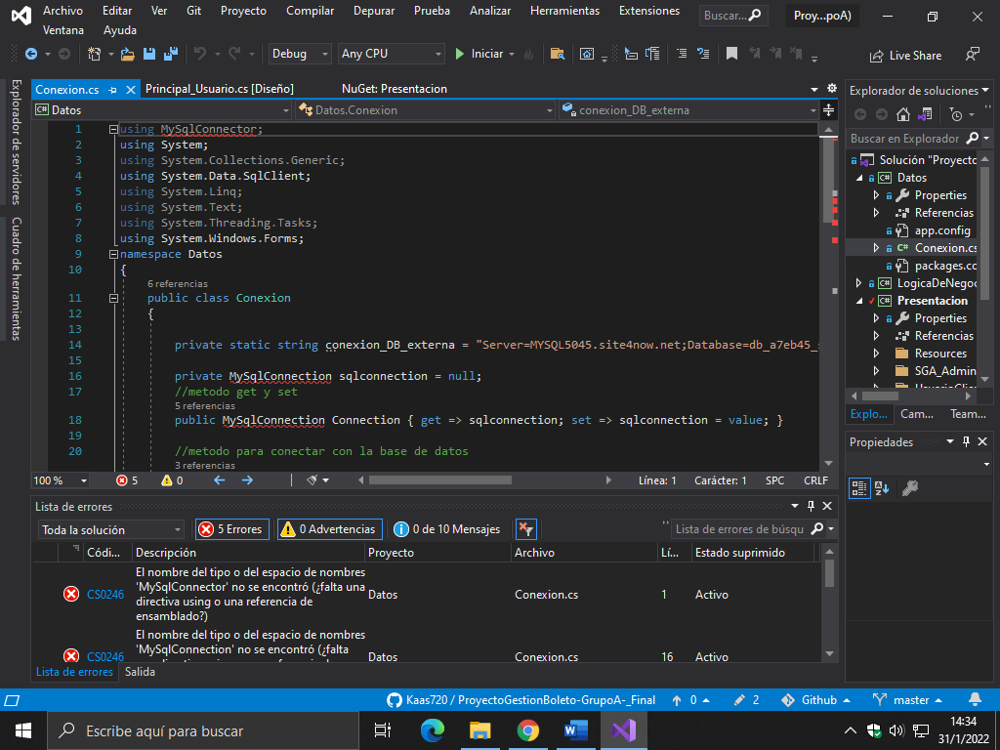 Archivo Editar Ver Git Proyecto Compilar Depurar Prueba Analizar Herramientas Extensiones Buscar... Proy...poA)
Ventana Ayuda
Debug Any CPU Iniciar Live Share
Explorador de servidores
Cuadro de herramientas
Conexion.cs Principal_Usuario.cs [Diseño] NuGet: Presentacion
Datos Datos.Conexion conexion_DB_externa
1 using MySqlConnector;
2 using System;
3 using System.Collections.Generic;
4 using System.Data.SqlClient;
5 using System.Linq;
6 using System.Text;
7 using System.Threading.Tasks;
8 using System.Windows.Forms;
9 namespace Datos
10 {
6 referencias
11 public class Conexion
12 {
13
14 private static string conexion_DB_externa = "Server=MYSQL5045.site4now.net;Database=db_a7eb45_
15
16 private MySqlConnection sqlconnection = null;
17 //metodo get y set
5 referencias
18 public MySqlConnection Connection { get => sqlconnection; set => sqlconnection = value; }
19
20 //metodo para conectar con la base de datos
3 referencias
100 % 5 0 Línea: 1 Carácter: 1 SPC CRLF
Lista de errores
Toda la solución 5 Errores 0 Advertencias 0 de 10 Mensajes Lista de errores de búsqu
Códi... Descripción Proyecto Archivo Lí... Estado suprimido
CS0246 El nombre del tipo o del espacio de nombres
'MySqlConnector' no se encontró (¿falta una
directiva using o una referencia de
ensamblado?)
Datos Conexion.cs 1 Activo
CS0246 El nombre del tipo o del espacio de nombres
'MySqlConnection' no se encontró (¿falta
Datos Conexion.cs 16 Activo
Lista de errores Salida
Explorador de soluciones
Buscar en Explorador
Solución "Proyecto
Datos
Properties
Referencias
app.config
Conexion.cs
packages.cc
LogicaDeNegoc
Presentacion
Properties
Referencias
Resources
SGA_Admin
Explo... Cam... Team...
Propiedades
Kaas720 / ProyectoGestionBoleto-GrupoA-_Final 0 2 Github master
Escribe aquí para buscar
14:34
31/1/2022